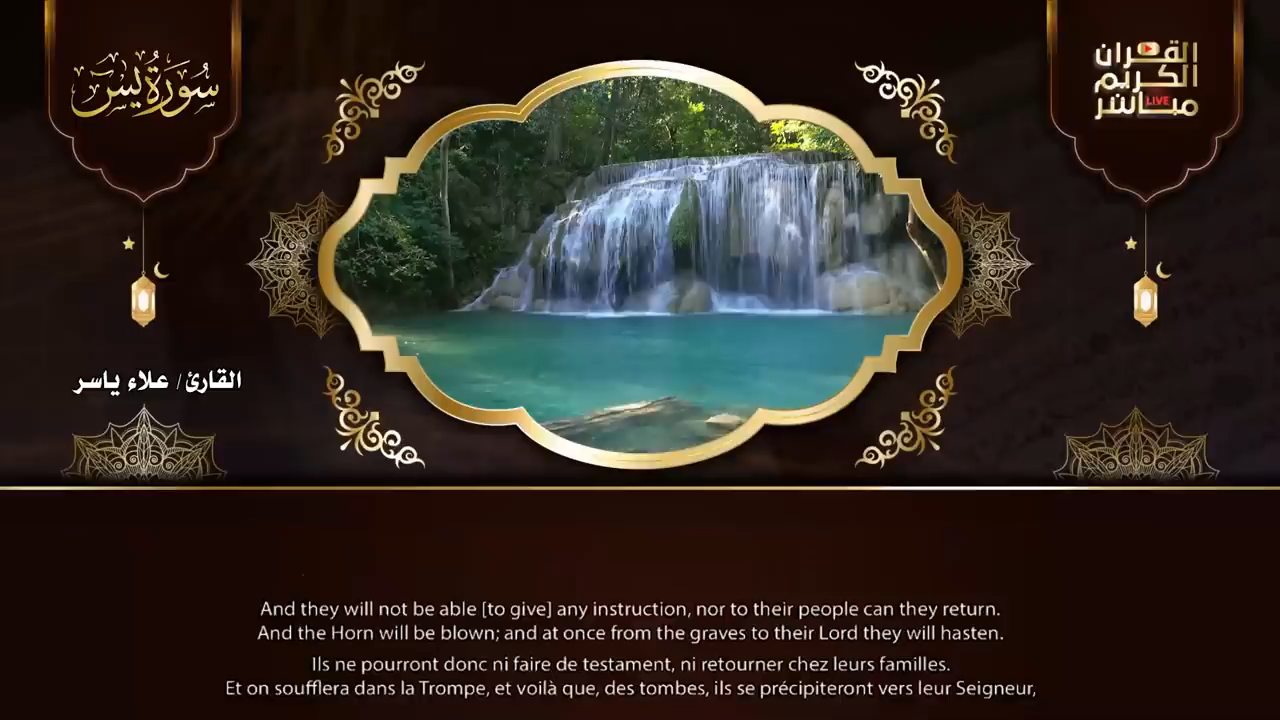 سُورَةُ يسٓ
القرآن
الكريم
مباشر
LIVE
القارئ/ علاء ياسر
And they will not be able [to give] any instruction, nor to their people can they return.
And the Horn will be blown; and at once from the graves to their Lord they will hasten.
Ils ne pourront donc ni faire de testament, ni retourner chez leurs familles.
Et on soufflera dans la Trompe, et voilà que, des tombes, ils se précipiteront vers leur Seigneur,